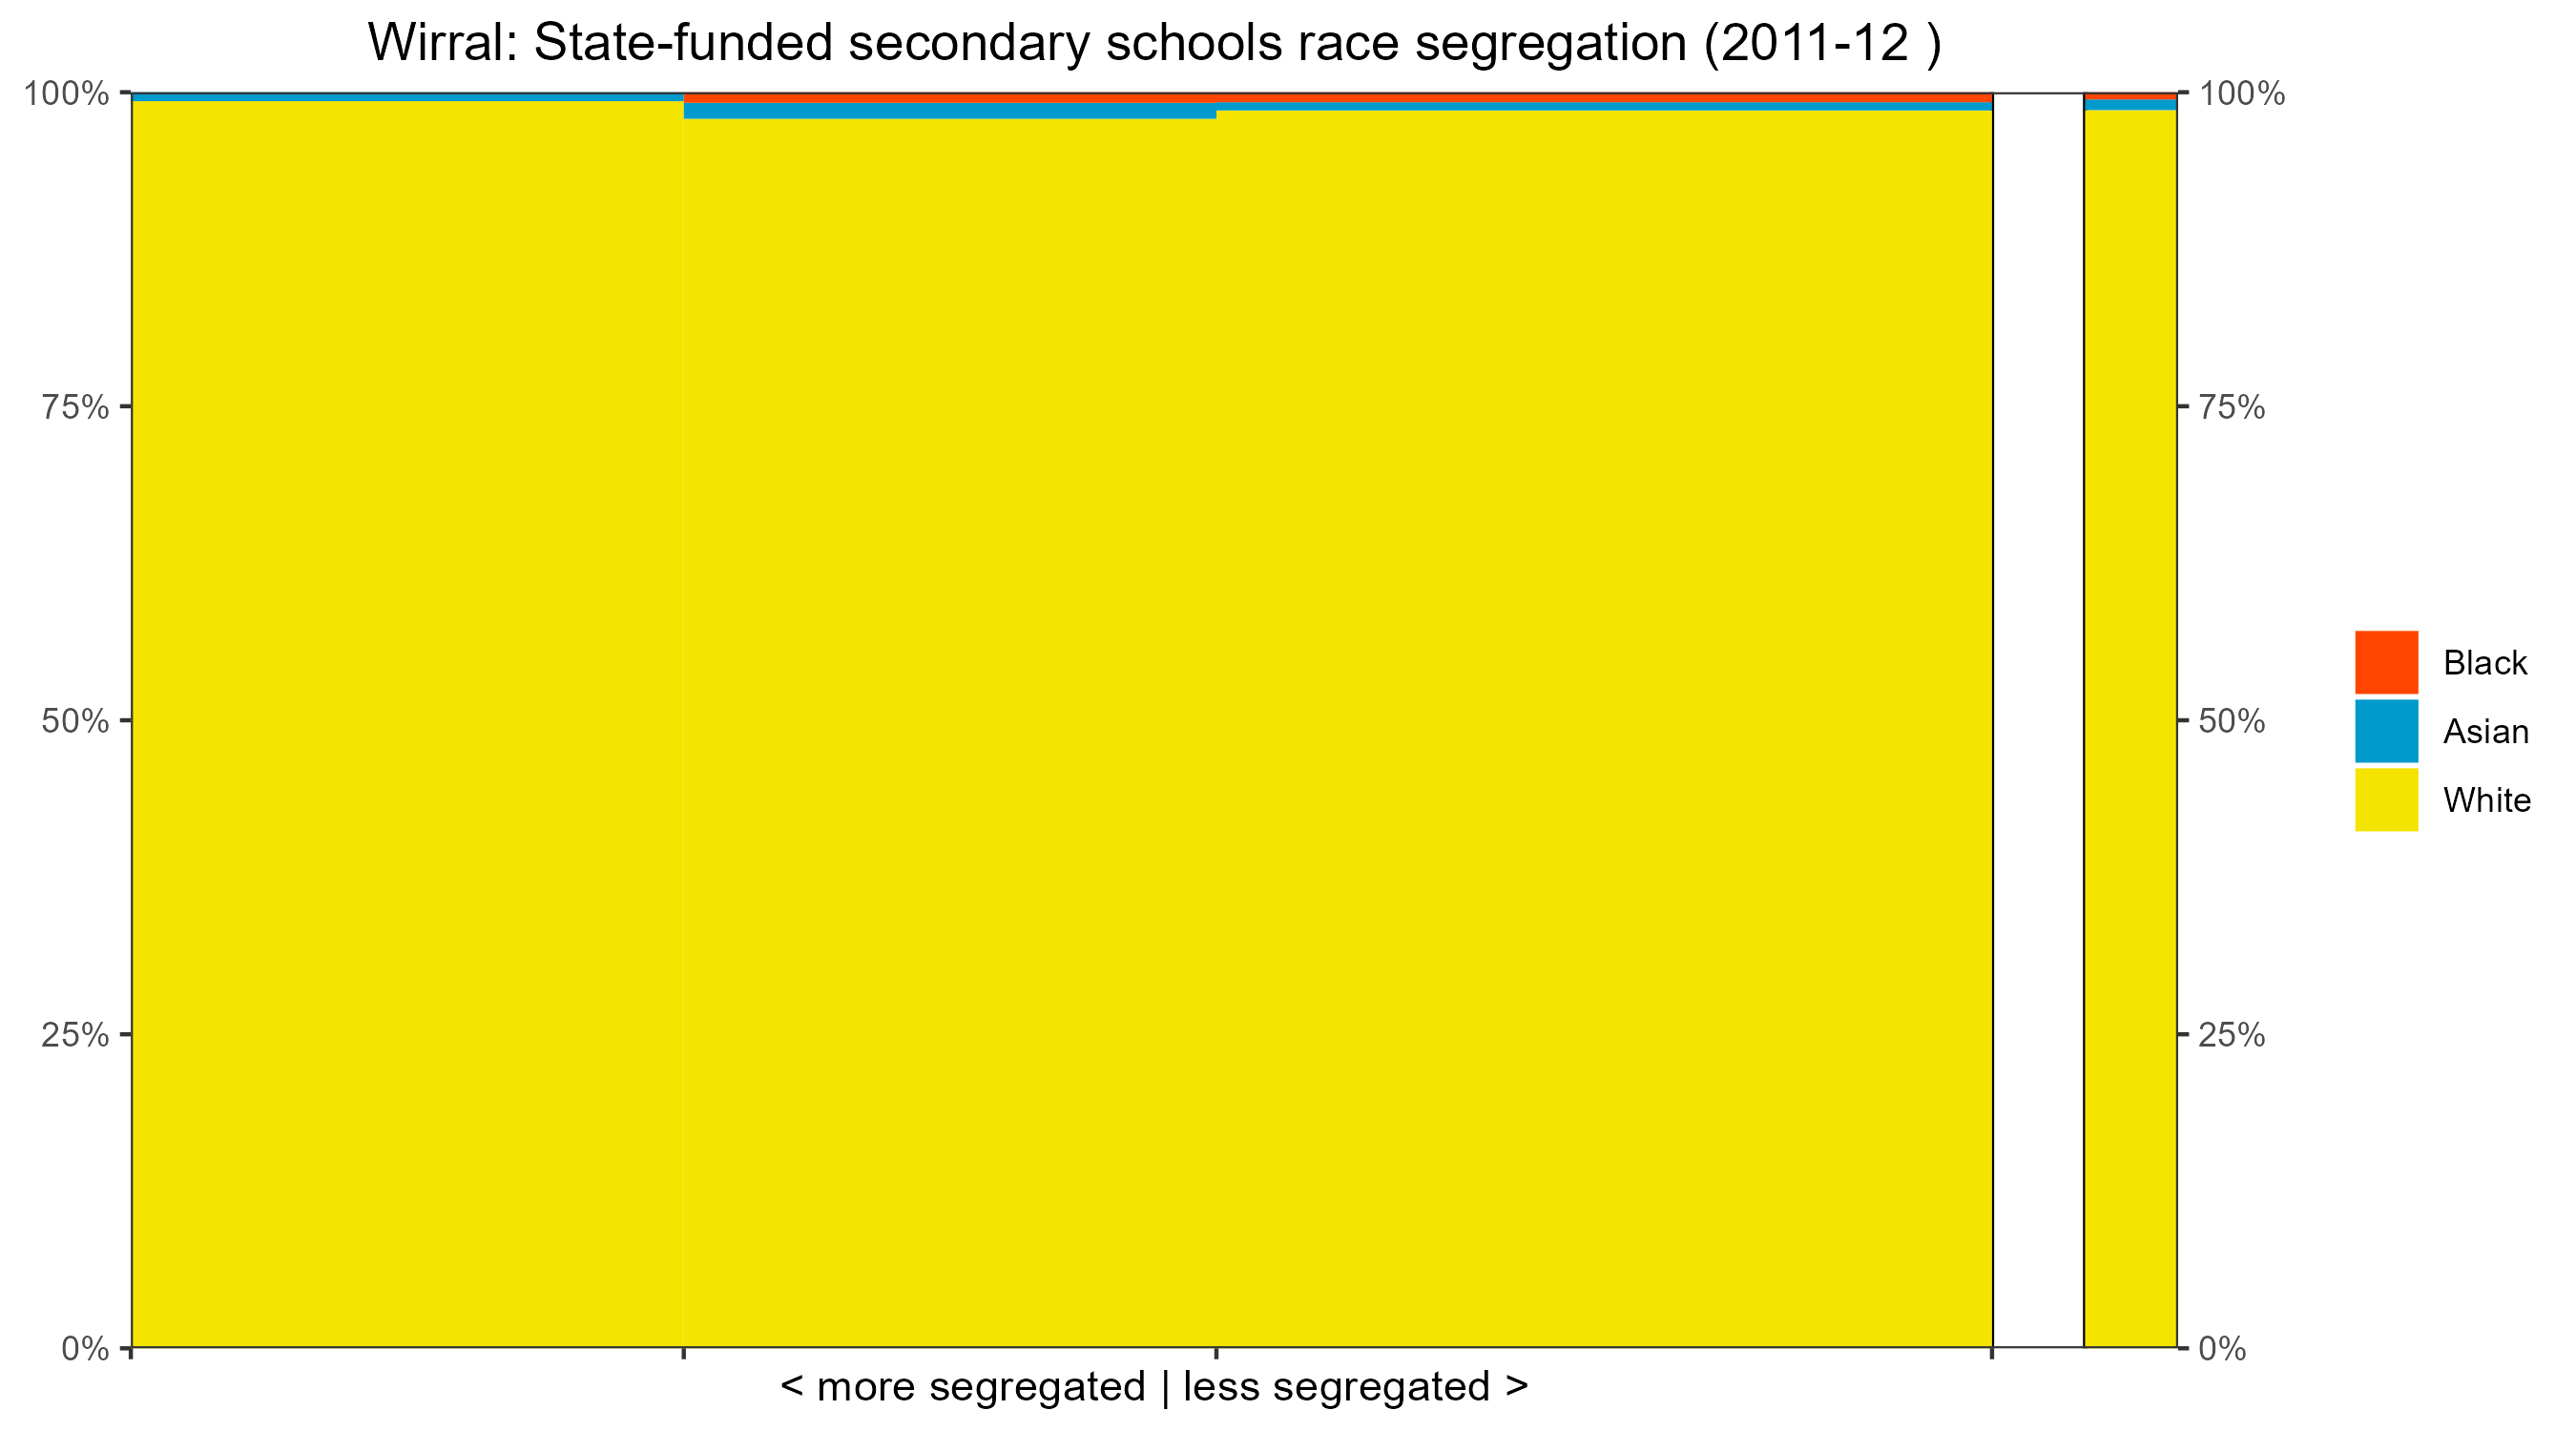 Wirral: State-funded secondary schools race segregation (2011-12 )
100%
75%
50%
25%
0%
100%
75%
50%
25%
0%
Black
Asian
White
< more segregated | less segregated >